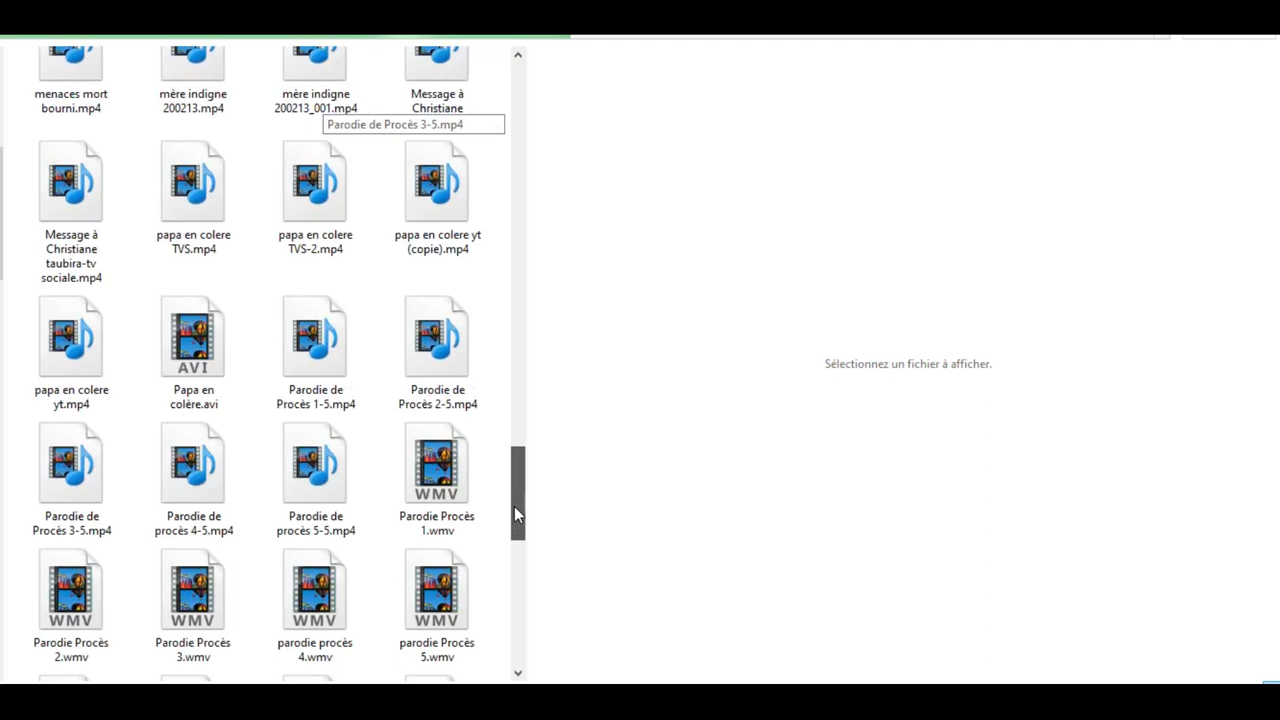 menaces mort
bourni.mp4
mère indigne
200213.mp4
mère indigne
200213_001.mp4
Message à
Christiane
Parodie de Procès 3-5.mp4
Message à
Christiane
taubira-tv
sociale.mp4
papa en colere
TVS.mp4
papa en colere
TVS-2.mp4
papa en colere yt
(copie).mp4
Sélectionnez un fichier à afficher.
papa en colere
yt.mp4
AVI
Papa en
colère.avi
Parodie de
Procès 1-5.mp4
Parodie de
Procès 2-5.mp4
Parodie de
Procès 3-5.mp4
Parodie de
procès 4-5.mp4
Parodie de
procès 5-5.mp4
WMV
Parodie Procès
1.wmv
WMV
Parodie Procès
2.wmv
WMV
Parodie Procès
3.wmv
WMV
parodie procès
4.wmv
WMV
parodie procès
5.wmv